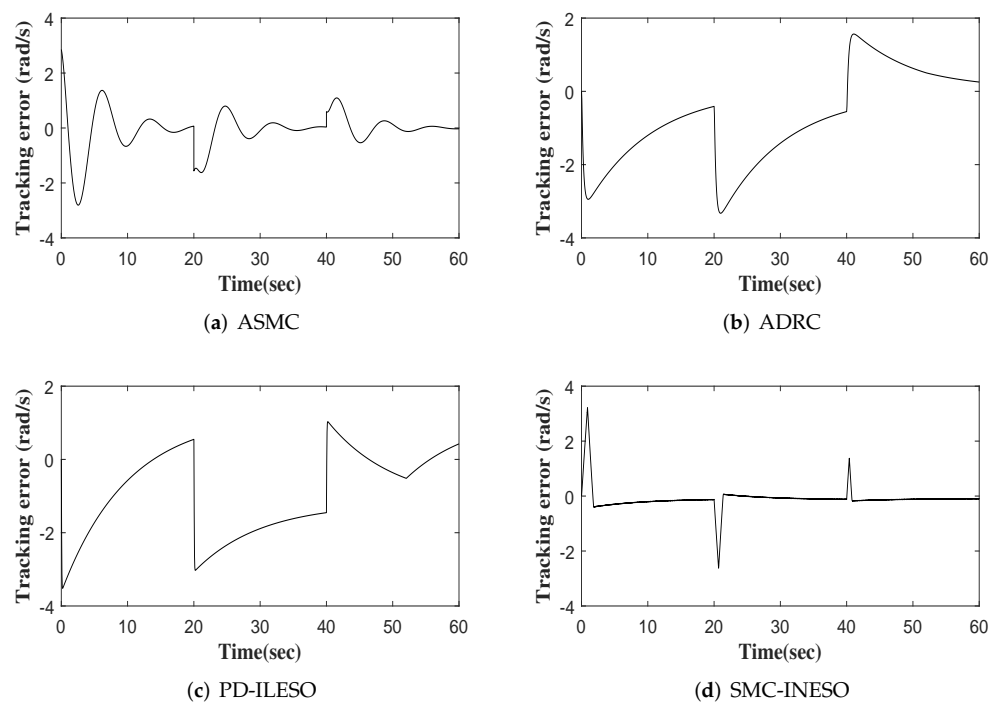 4
2
0
-2
-4
0 10 20 30 40 50 60
Tracking error (rad/s)
Time(sec)
(a) ASMC
2
0
-2
-4
0 10 20 30 40 50 60
Tracking error (rad/s)
Time(sec)
(b) ADRC
2
0
-2
-4
0 10 20 30 40 50 60
Tracking error (rad/s)
Time(sec)
(c) PD-ILESO
4
2
0
-2
-4
0 10 20 30 40 50 60
Tracking error (rad/s)
Time(sec)
(d) SMC-INESO